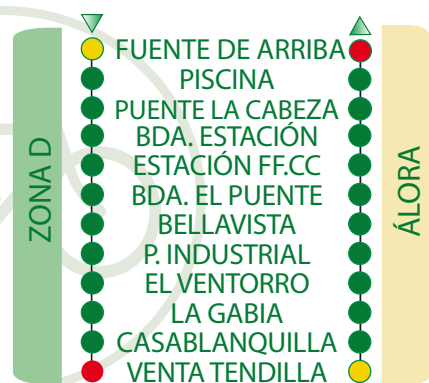 ZONA D
FUENTE DE ARRIBA
PISCINA
PUENTE LA CABEZA
BDA. ESTACIÓN
ESTACIÓN FF.CC
BDA. EL PUENTE
BELLAVISTA
P. INDUSTRIAL
EL VENTORRO
LA GABIA
CASABLANQUILLA
VENTA TENDILLA
ÁLORA